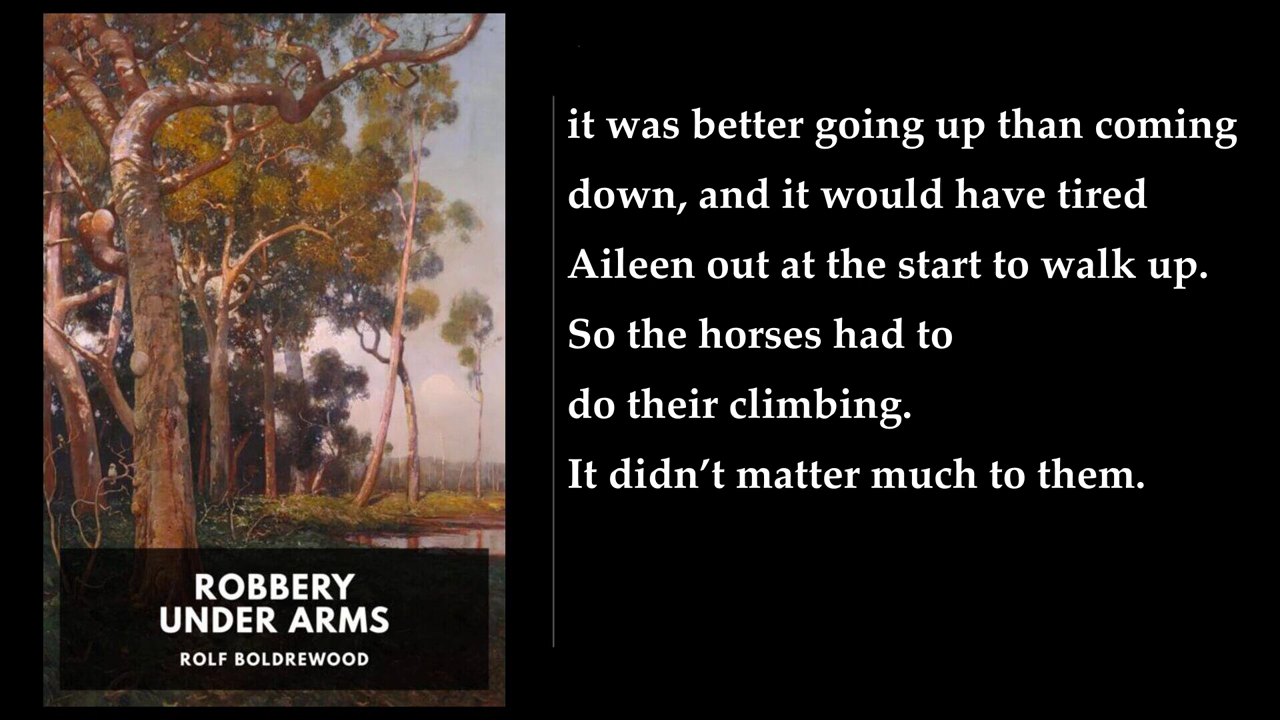 it was better going up than coming
down, and it would have tired
Aileen out at the start to walk up.
So the horses had to
do their climbing.
It didn’t matter much to them.
ROBBERY
UNDER ARMS
ROLF BOLDREWOOD